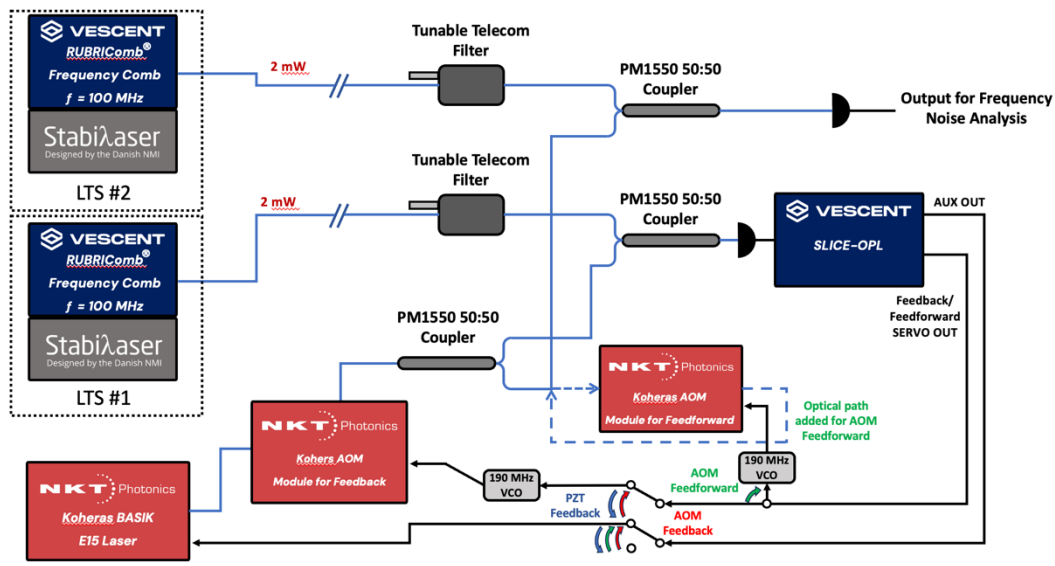 VESCENT
RUBRIComb®
Frequency Comb
f = 100 MHz
Stabiλaser
Designed by the Danish NMI
LTS #2
2 mW
Tunable Telecom
Filter
PM1550 50:50
Coupler
Output for Frequency
Noise Analysis
VESCENT
RUBRIComb®
Frequency Comb
f = 100 MHz
Stabiλaser
Designed by the Danish NMI
LTS #1
2 mW
Tunable Telecom
Filter
PM1550 50:50
Coupler
VESCENT
SLICE-OPL
AUX OUT
Feedback/
Feedforward
SERVO OUT
PM1550 50:50
Coupler
NKT Photonics
Koheras AOM
Module for Feedforward
Optical path
added for AOM
Feedforward
NKT Photonics
Kohers AOM
Module for Feedback
190 MHz
VCO
190 MHz
VCO
AOM
Feedforward
PZT
Feedback
AOM
Feedback
NKT Photonics
Koheras BASIK
E15 Laser